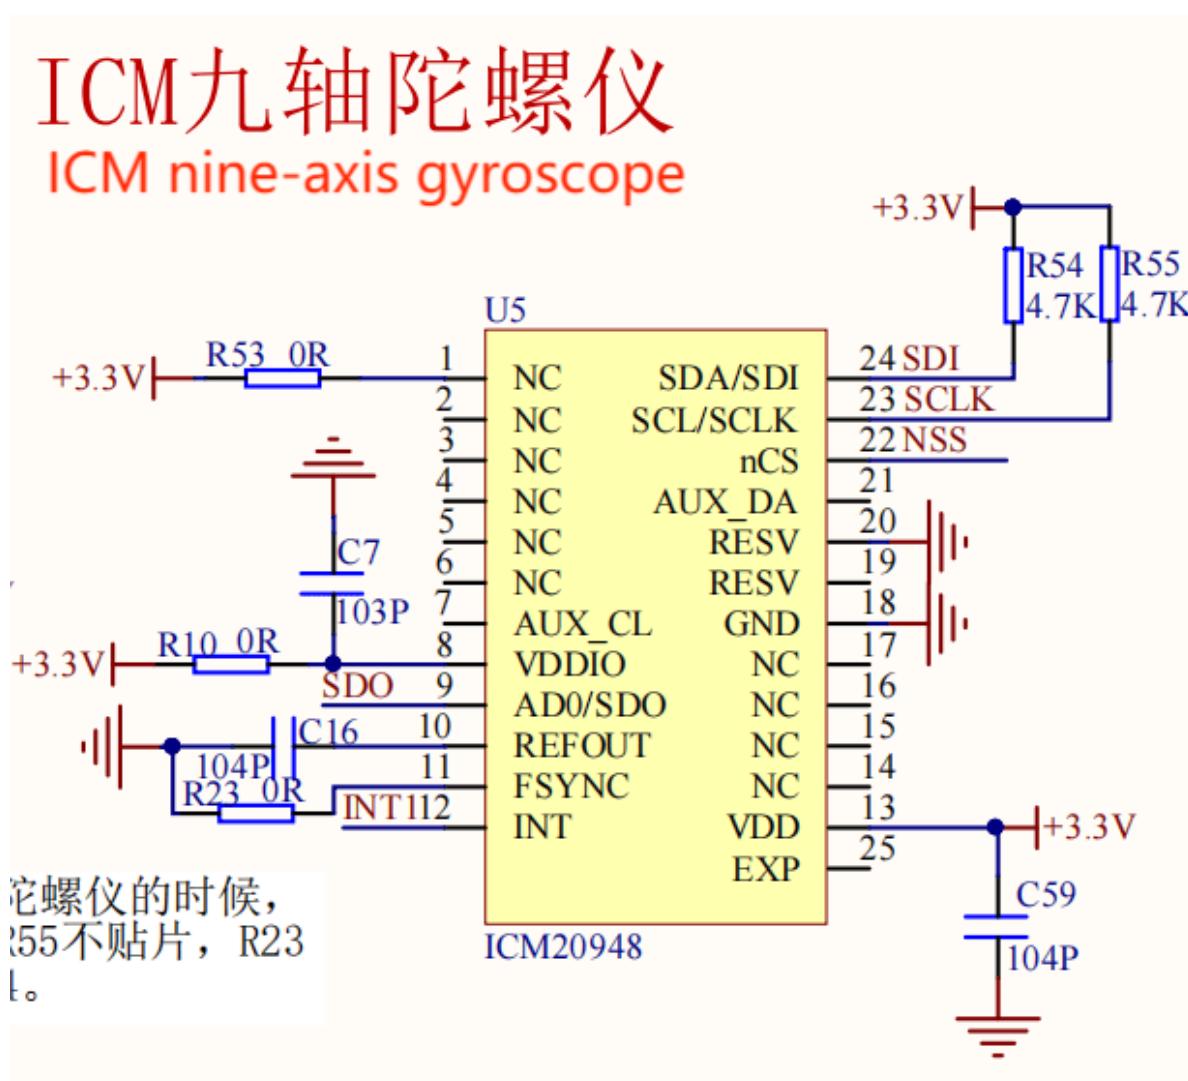 ICM九轴陀螺仪
ICM nine-axis gyroscope
+3.3V
R54
4.7K
R55
4.7K
U5
+3.3V
R53 0R
1 NC
2 NC
3 NC
4 NC
5 NC
6 NC
7 AUX_CL
8 VDDIO
9 AD0/SDO
10 REFOUT
11 FSYNC
12 INT
SDA/SDI 24 SDI
SCL/SCLK 23 SCLK
nCS 22 NSS
AUX_DA 21
RESV 20
RESV 19
GND 18
NC 17
NC 16
NC 15
NC 14
VDD 13
EXP 25
C7
103P
+3.3V
R10 0R
SDO
C16
104P
R23 0R
INT1
+3.3V
C59
104P
ICM20948
陀螺仪的时候，
R55不贴片，R23
。